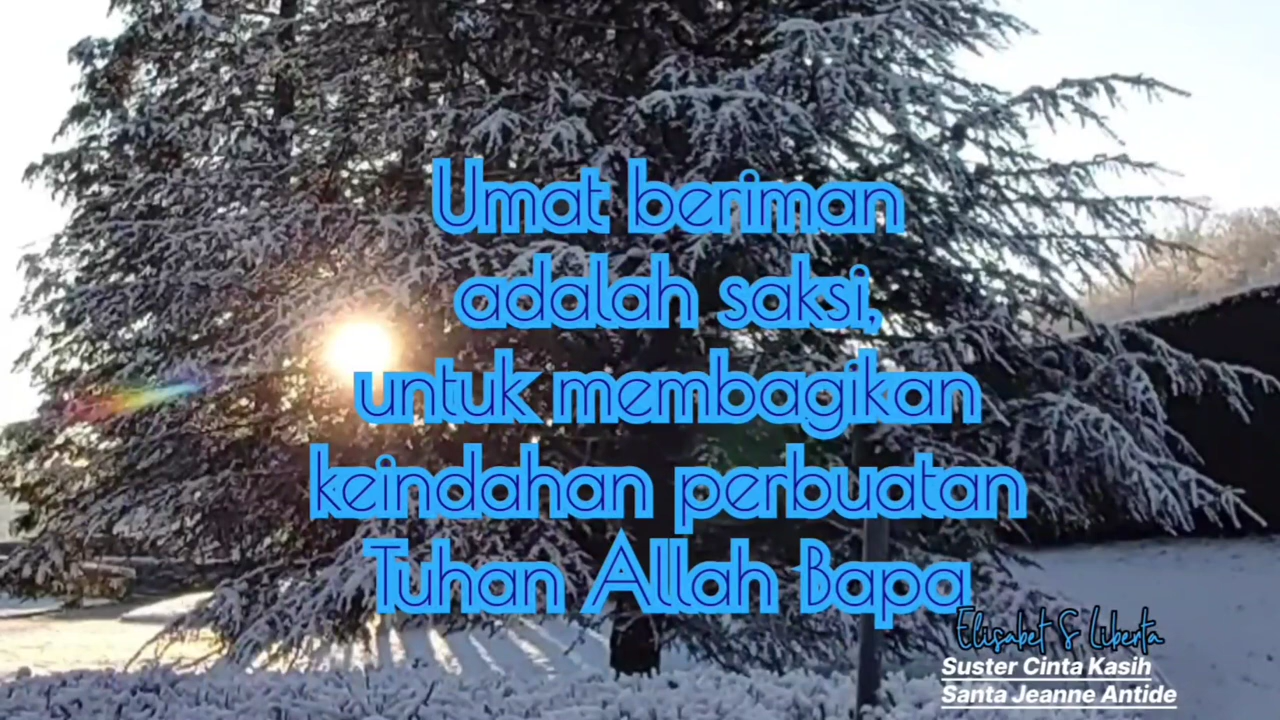 Umat beriman
adalah saksi,
untuk membagikan
keindahan perbuatan
Tuhan Allah Bapa
Elisabet S Liberta
Suster Cinta Kasih
Santa Jeanne Antide